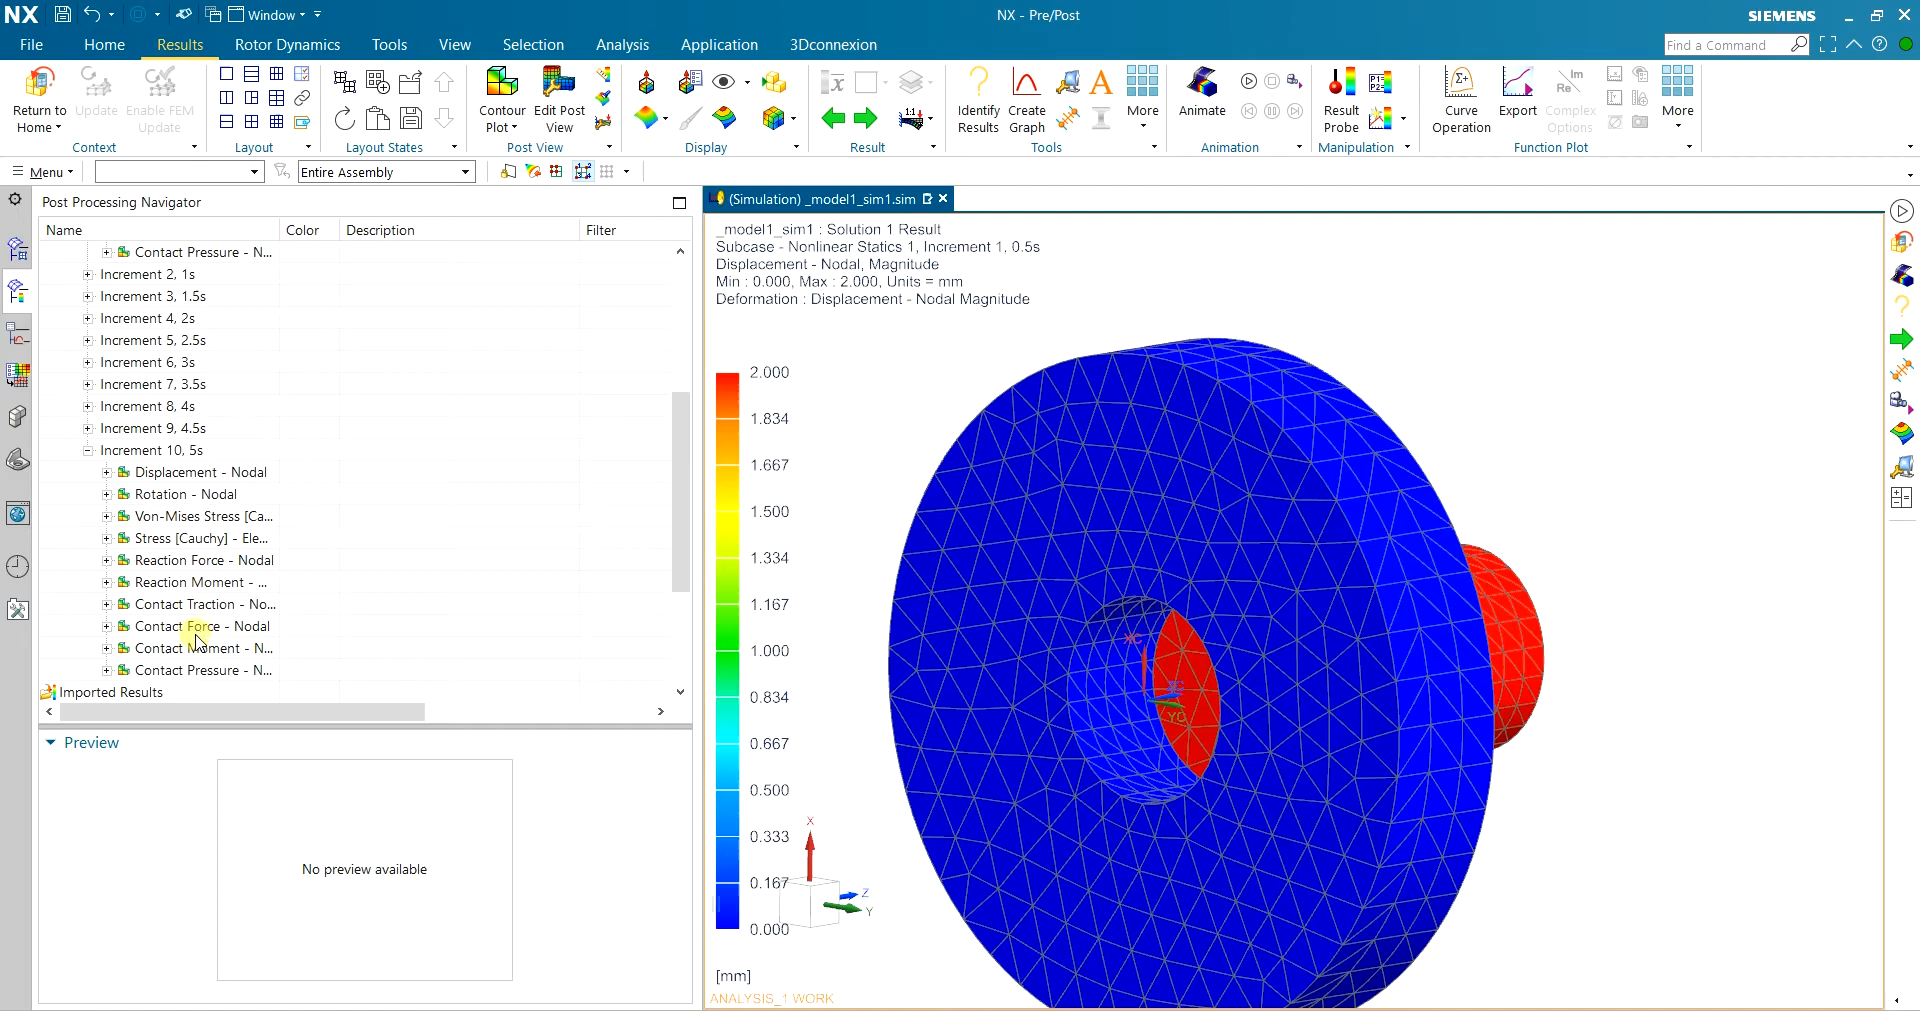 NX
Window
NX - Pre/Post
SIEMENS
File
Home
Results
Rotor Dynamics
Tools
View
Selection
Analysis
Application
3Dconnexion
Find a Command
Return to Home
Update
Enable FEM Update
Context
Layout
Layout States
Contour Plot
Edit Post View
Post View
Display
1:1
Result
Identify Results
Create Graph
More
Tools
Animate
Animation
Result Probe
P1=
P2=
Manipulation
Curve Operation
Export
Im
Re
Complex Options
More
Function Plot
Menu
Entire Assembly
Post Processing Navigator
Name
Color
Description
Filter
Contact Pressure - N...
Increment 2, 1s
Increment 3, 1.5s
Increment 4, 2s
Increment 5, 2.5s
Increment 6, 3s
Increment 7, 3.5s
Increment 8, 4s
Increment 9, 4.5s
Increment 10, 5s
Displacement - Nodal
Rotation - Nodal
Von-Mises Stress [Ca...
Stress [Cauchy] - Ele...
Reaction Force - Nodal
Reaction Moment - ...
Contact Traction - No...
Contact Force - Nodal
Contact Moment - N...
Contact Pressure - N...
Imported Results
Preview
No preview available
(Simulation) _model1_sim1.sim
_model1_sim1 : Solution 1 Result
Subcase - Nonlinear Statics 1, Increment 1, 0.5s
Displacement - Nodal, Magnitude
Min : 0.000, Max : 2.000, Units = mm
Deformation : Displacement - Nodal Magnitude
2.000
1.834
1.667
1.500
1.334
1.167
1.000
0.834
0.667
0.500
0.333
0.167
0.000
[mm]
X
Z
Y
XC
YC
ANALYSIS_1 WORK